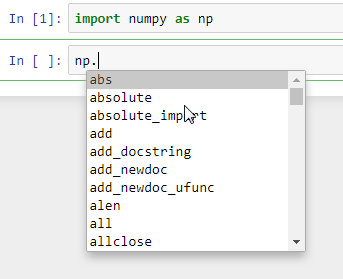 In [1]: import numpy as np
In [ ]: np.
abs
absolute
absolute_import
add
add_docstring
add_newdoc
add_newdoc_ufunc
alen
all
allclose